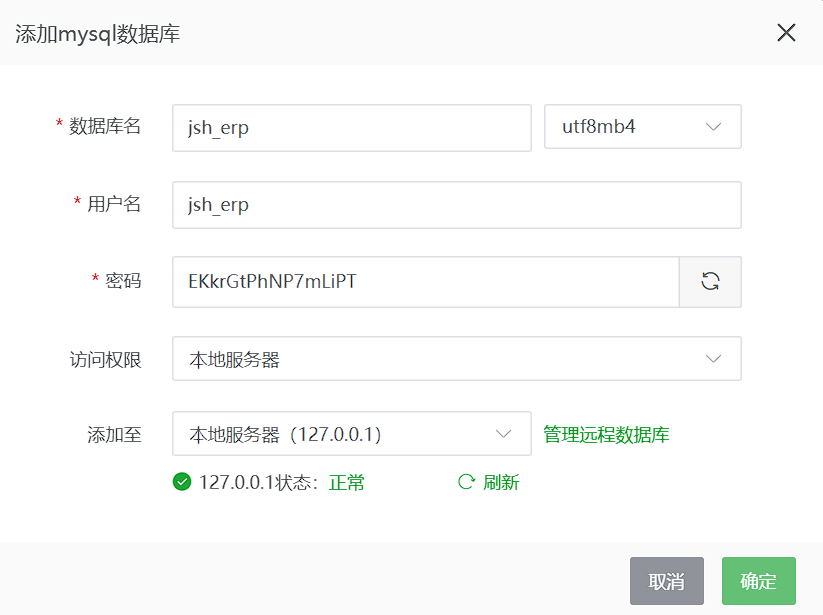 添加mysql数据库
* 数据库名 jsh_erp utf8mb4
* 用户名 jsh_erp
* 密码 EKkrGtPhNP7mLiPT
访问权限 本地服务器
添加至 本地服务器（127.0.0.1） 管理远程数据库
127.0.0.1状态：正常 刷新
取消 确定